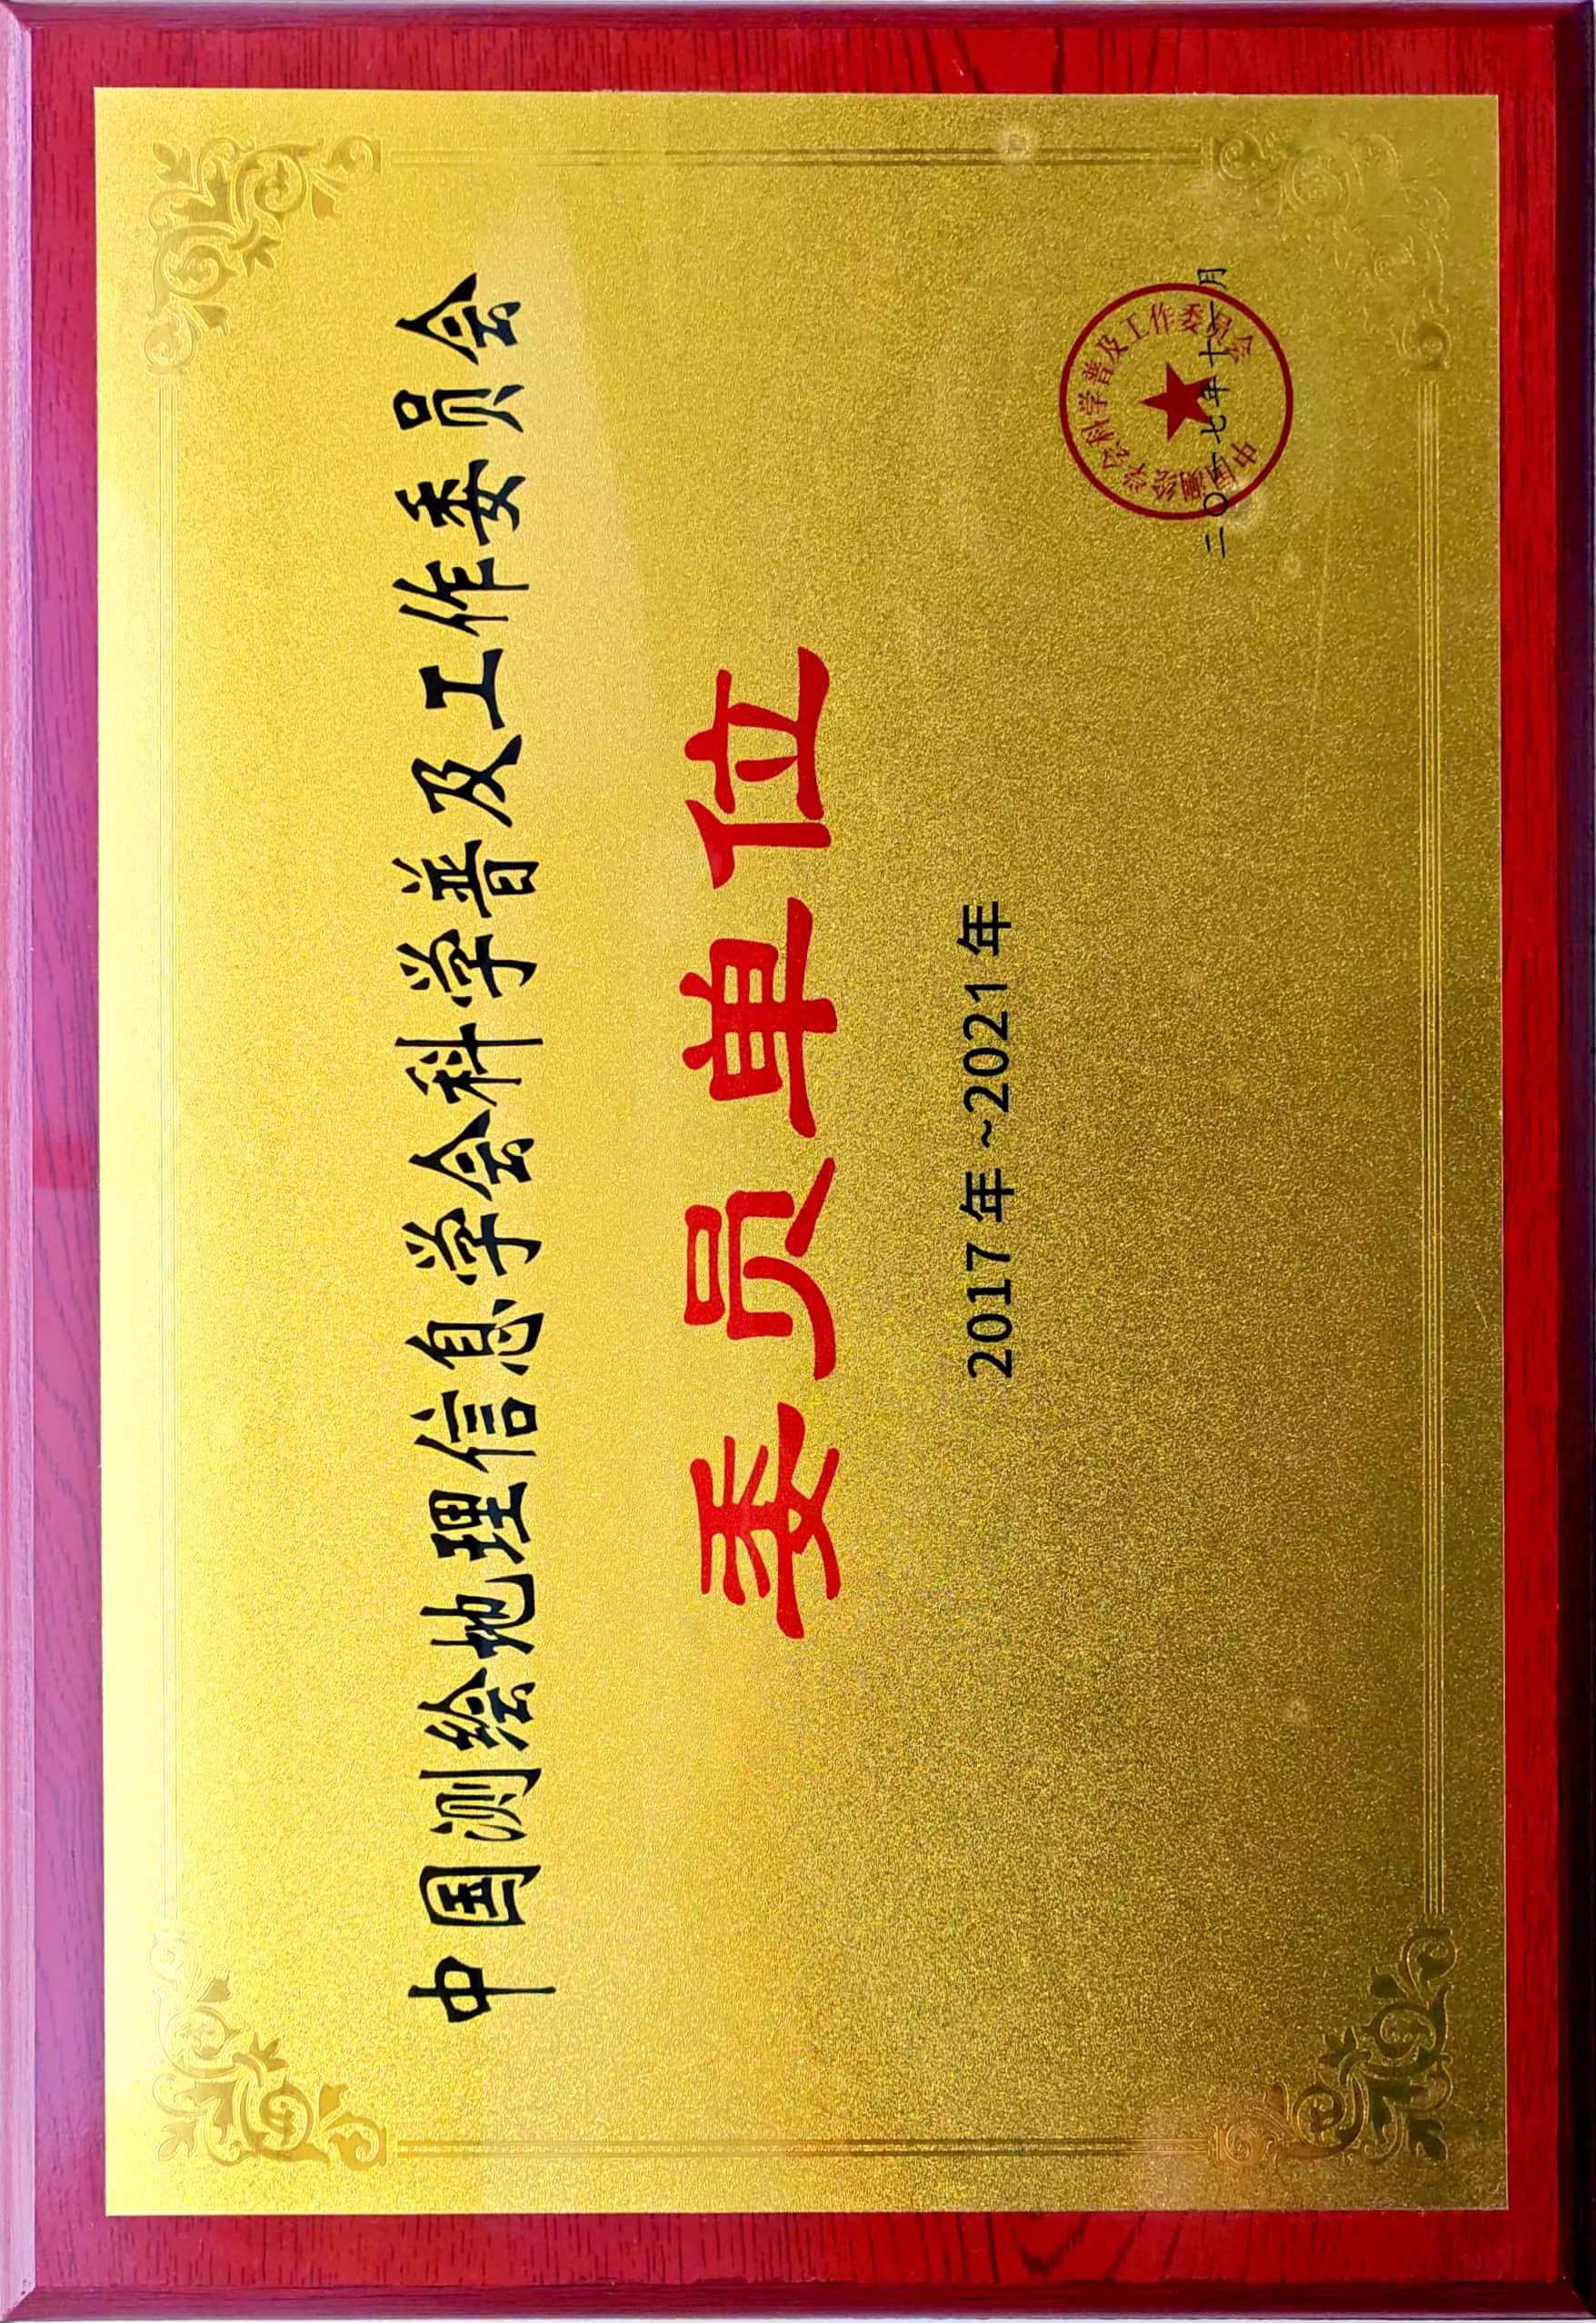 中国测绘地理信息学会科学普及工作委员会
委员单位
2017年~2021年
中国测绘学会科学普及工作委员会
二〇一七年十一月